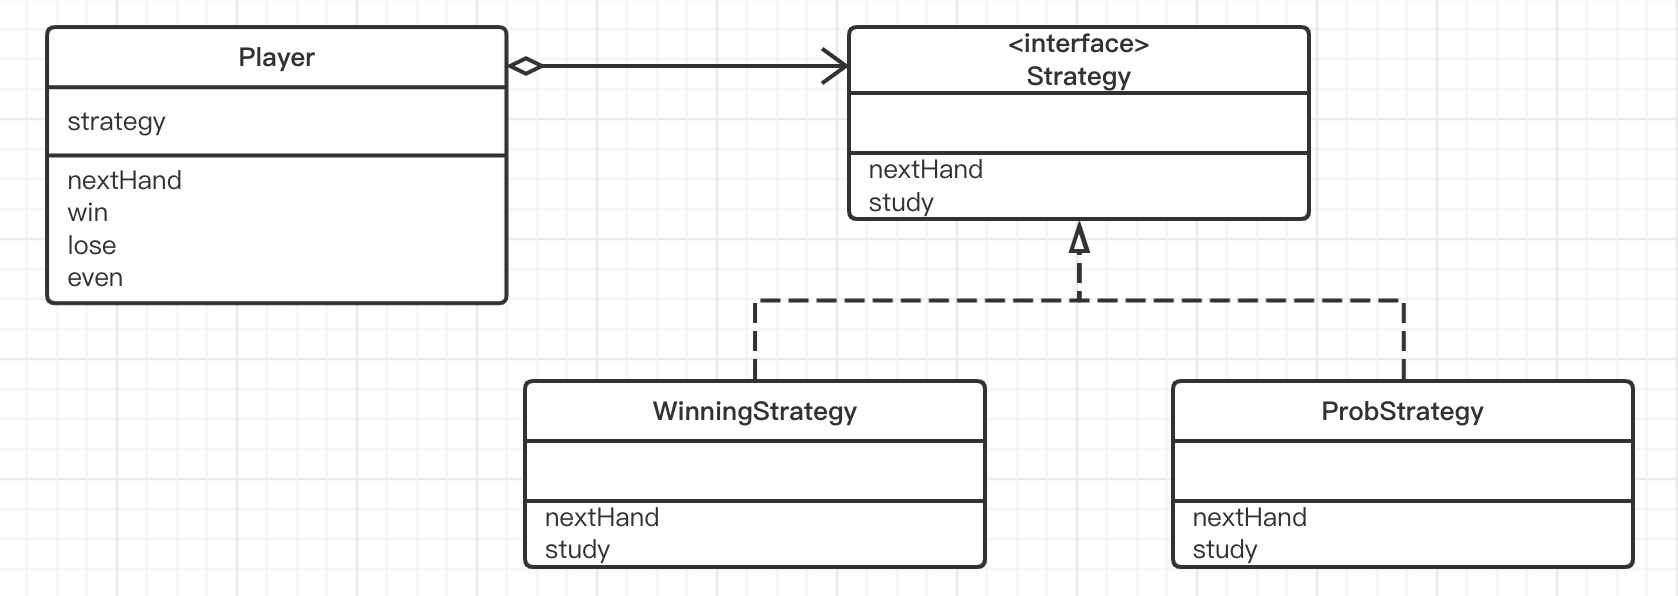 Player
strategy
nextHand
win
lose
even
<interface>
Strategy
nextHand
study
WinningStrategy
nextHand
study
ProbStrategy
nextHand
study